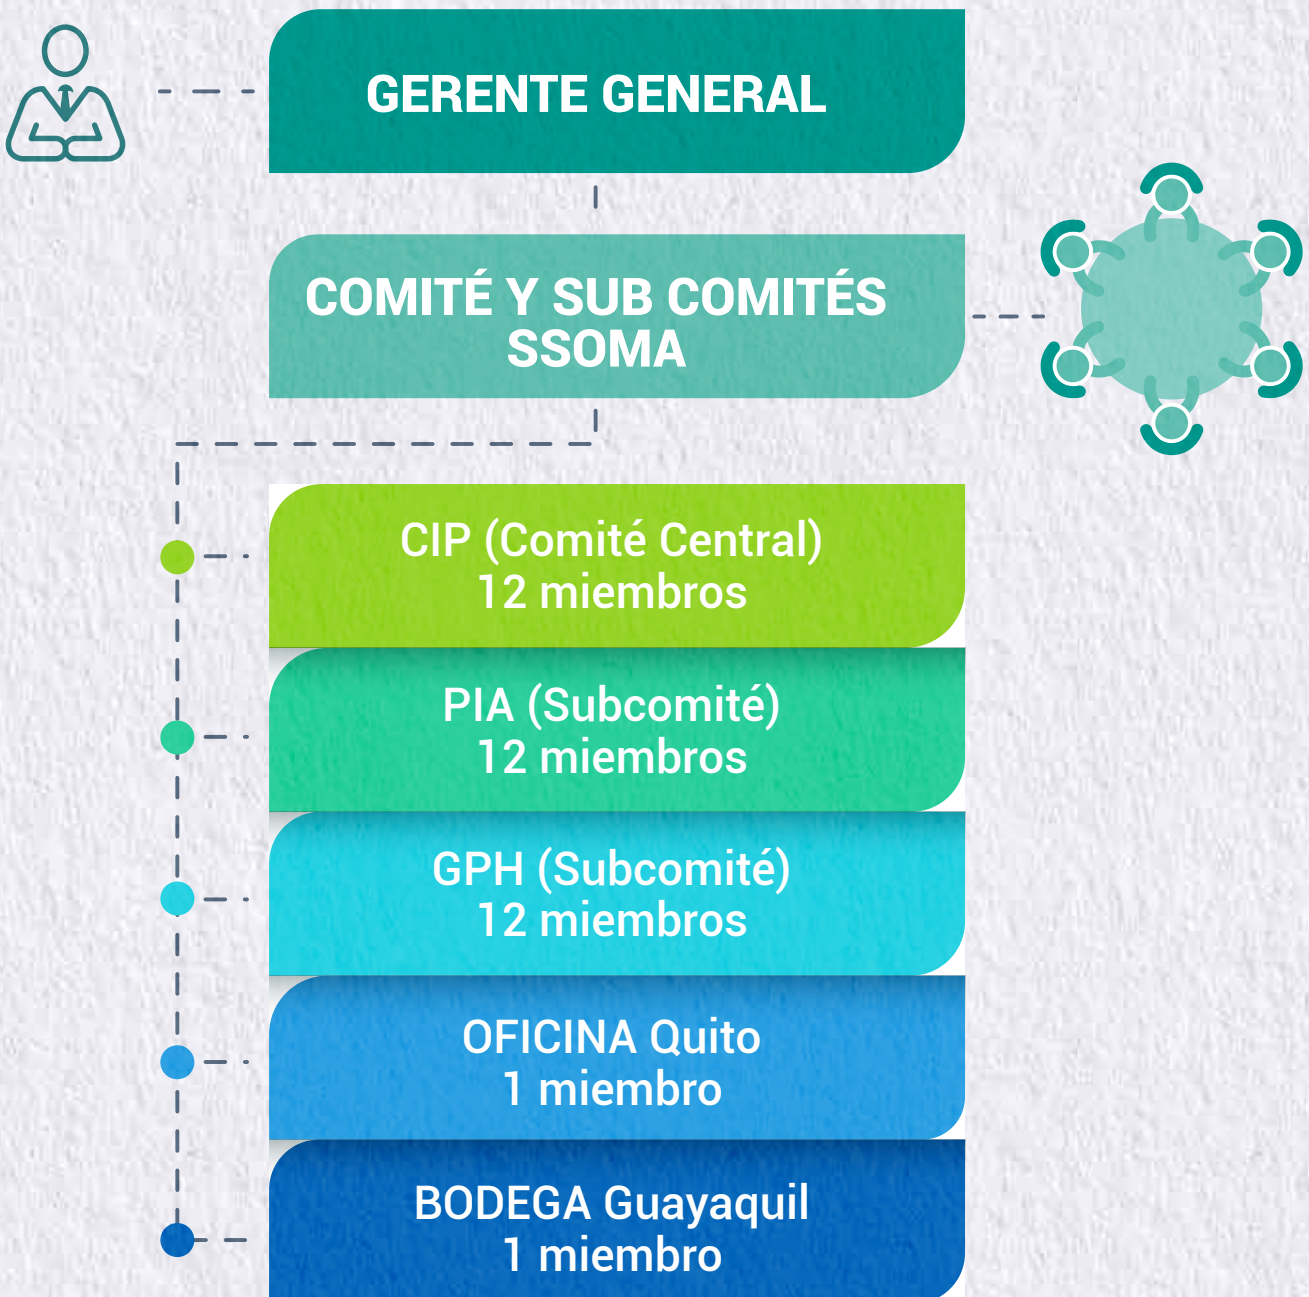 GERENTE GENERAL
COMITÉ Y SUB COMITÉS
SSOMA
CIP (Comité Central)
12 miembros
PIA (Subcomité)
12 miembros
GPH (Subcomité)
12 miembros
OFICINA Quito
1 miembro
BODEGA Guayaquil
1 miembro